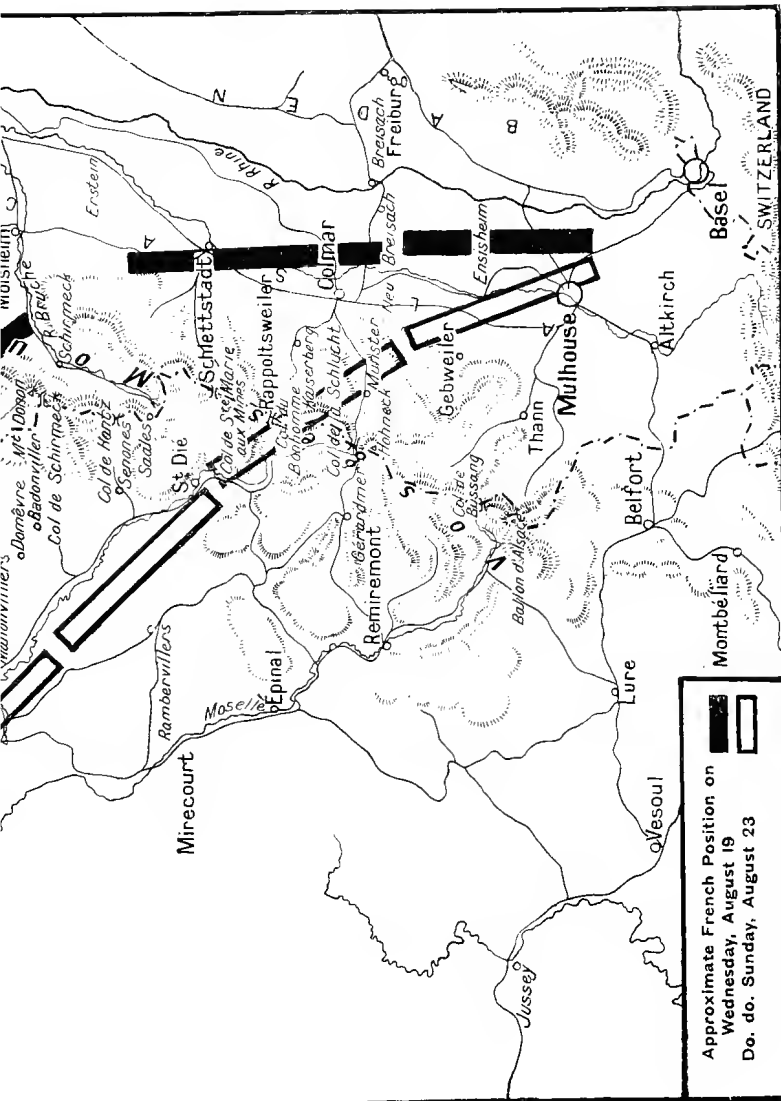 Molsheim
R. Bruche
Schirmeck
Erstein
R. Rhine
D
E
N
Domêvre
Mt Donon
Badonviller
Col de Schirmeck
U
O
M
A
Col de Hantz
Senones
Saales
Schlettstadt
Breisach
Freiburg
A
B
St Dié
Col de Ste Marie
aux Mines
Rappoltsweiler
S
Colmar
Col du
Bonhomme
Kaiserberg
Col de la Schlucht
Munster
Neu Breisach
Ensisheim
Hohneck
L
Gérardmer
S
Gebweiler
A
Mulhouse
Basel
SWITZERLAND
Rambervillers
Remiremont
Col de
Bussang
O
V
Ballon d'Alsace
Thann
Altkirch
Moselle
Épinal
Mirecourt
Belfort
Montbéliard
Lure
Vesoul
Jussey
Approximate French Position on
Wednesday, August 19
Do. do. Sunday, August 23